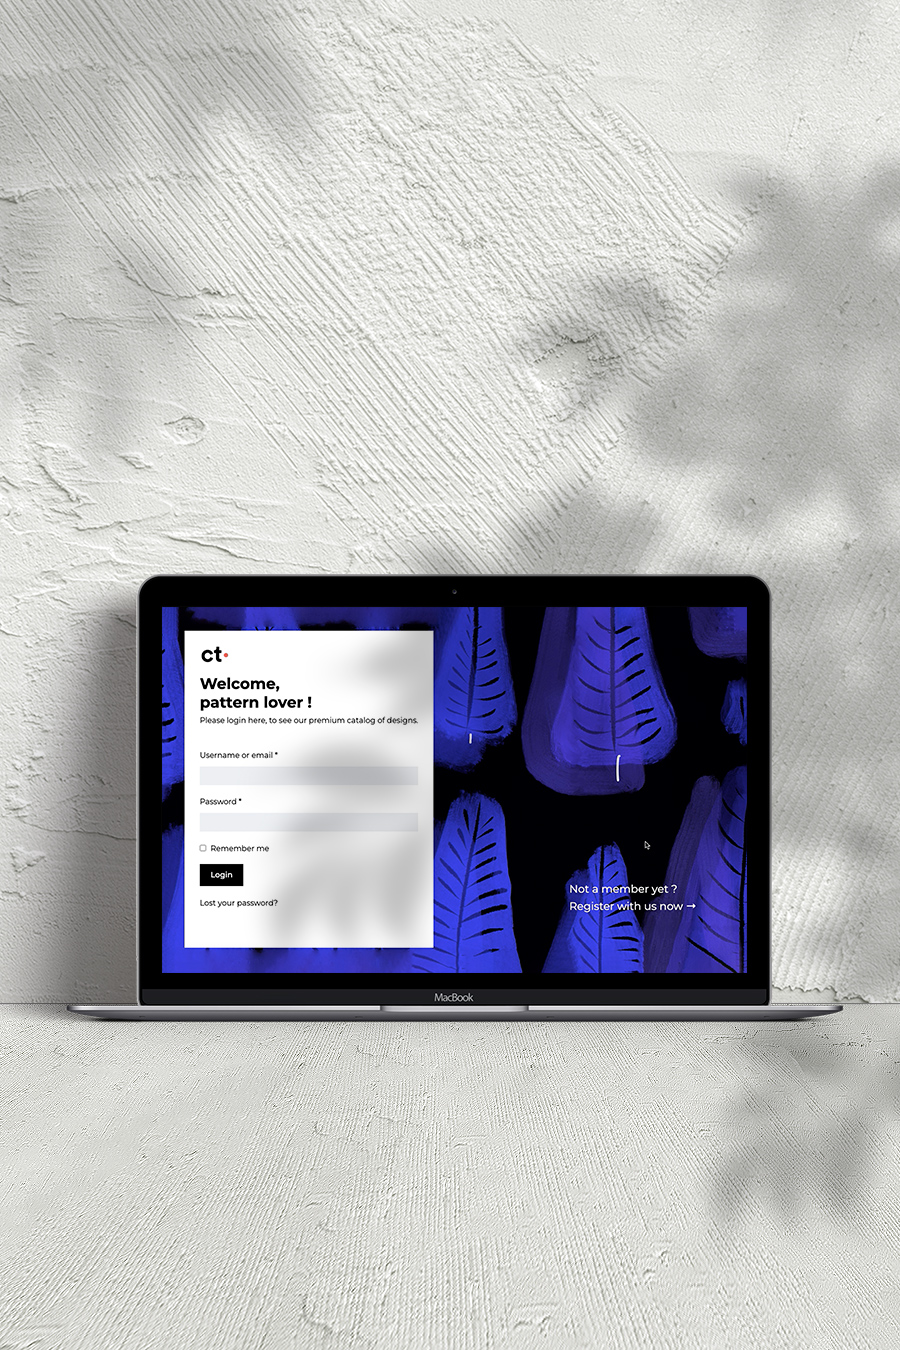 ct.
Welcome,
pattern lover !
Please login here, to see our premium catalog of designs.
Username or email *
Password *
Remember me
Login
Lost your password?
Not a member yet ?
Register with us now →
MacBook